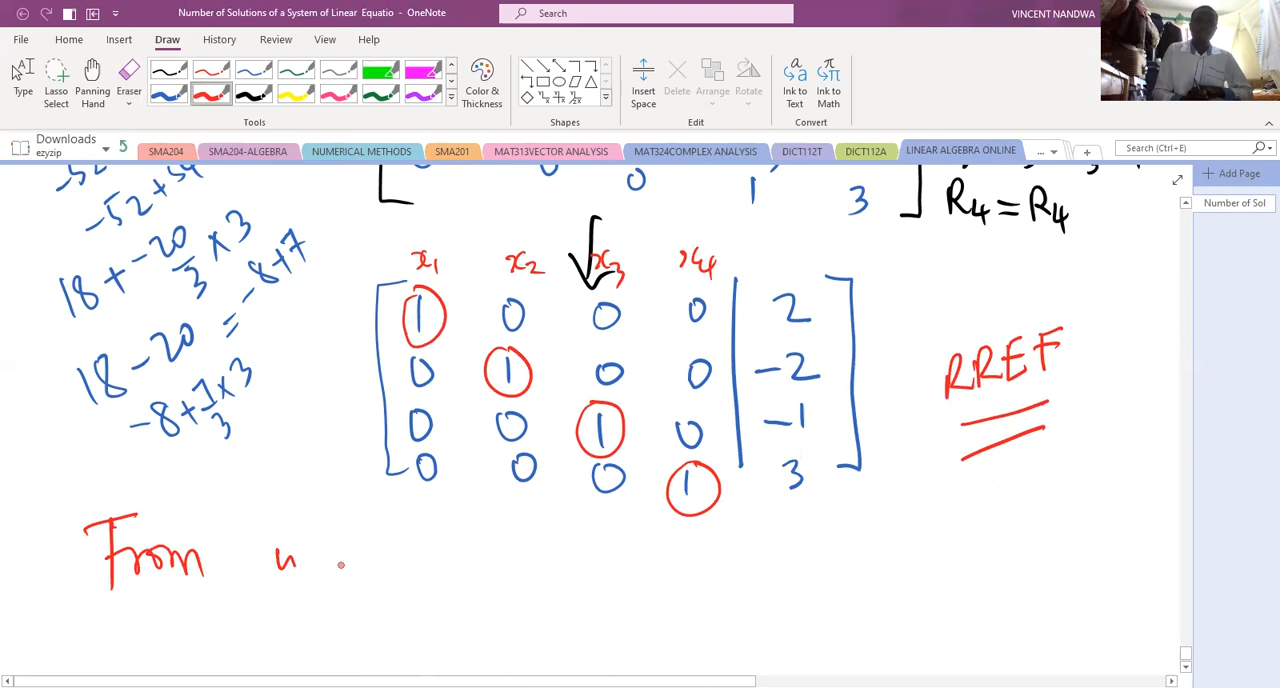 Number of Solutions of a System of Linear Equatio - OneNote
Search
VINCENT NANDWA
File Home Insert Draw History Review View Help
Type Lasso Select Panning Hand Eraser Color & Thickness Insert Space Delete Arrange Rotate Ink to Text Ink to Math
Tools Shapes Edit Convert
Downloads
ezyzip
SMA204 SMA204-ALGEBRA NUMERICAL METHODS SMA201 MAT313VECTOR ANALYSIS MAT324COMPLEX ANALYSIS DICT112T DICT112A LINEAR ALGEBRA ONLINE ... Search (Ctrl+E)
Add Page
Number of Sol
0 1 3
R4 = R4
-52+54
18 + -20/3 × 3
= -8+7
18 - 20
-8 + 7/3 × 3
x1 x2 x3 x4
1 0 0 0 2
0 1 0 0 -2
0 0 1 0 -1
0 0 0 1 3
RREF
From